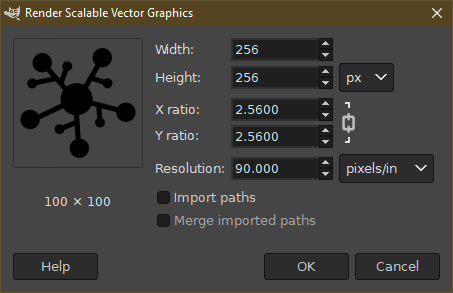 Render Scalable Vector Graphics
Width: 256
Height: 256 px
X ratio: 2.5600
Y ratio: 2.5600
Resolution: 90.000 pixels/in
Import paths
100 × 100
Merge imported paths
Help OK Cancel